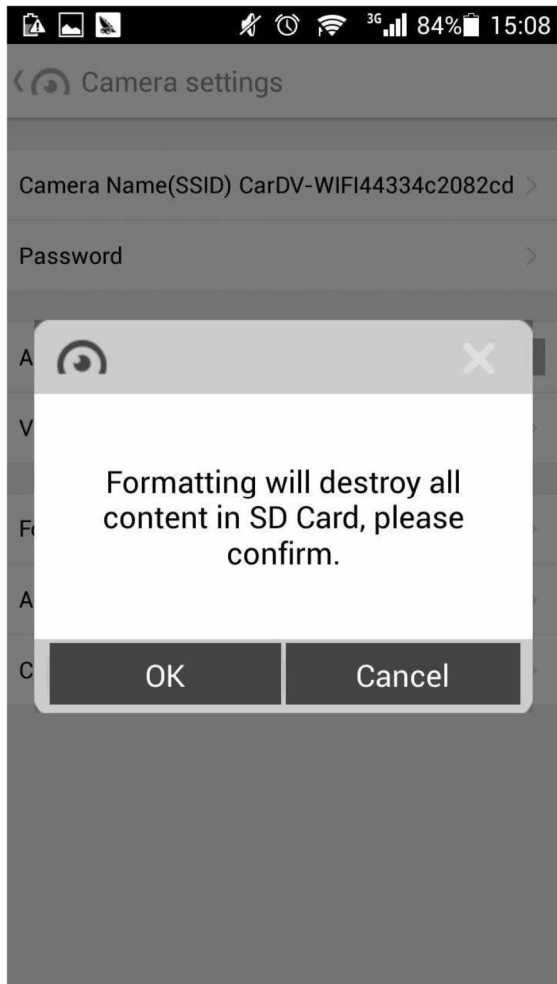 3G 84% 15:08
Camera settings
Camera Name(SSID) CarDV-WIFI44334c2082cd
Password
A
V
Fo
A
C
Formatting will destroy all
content in SD Card, please
confirm.
OK Cancel